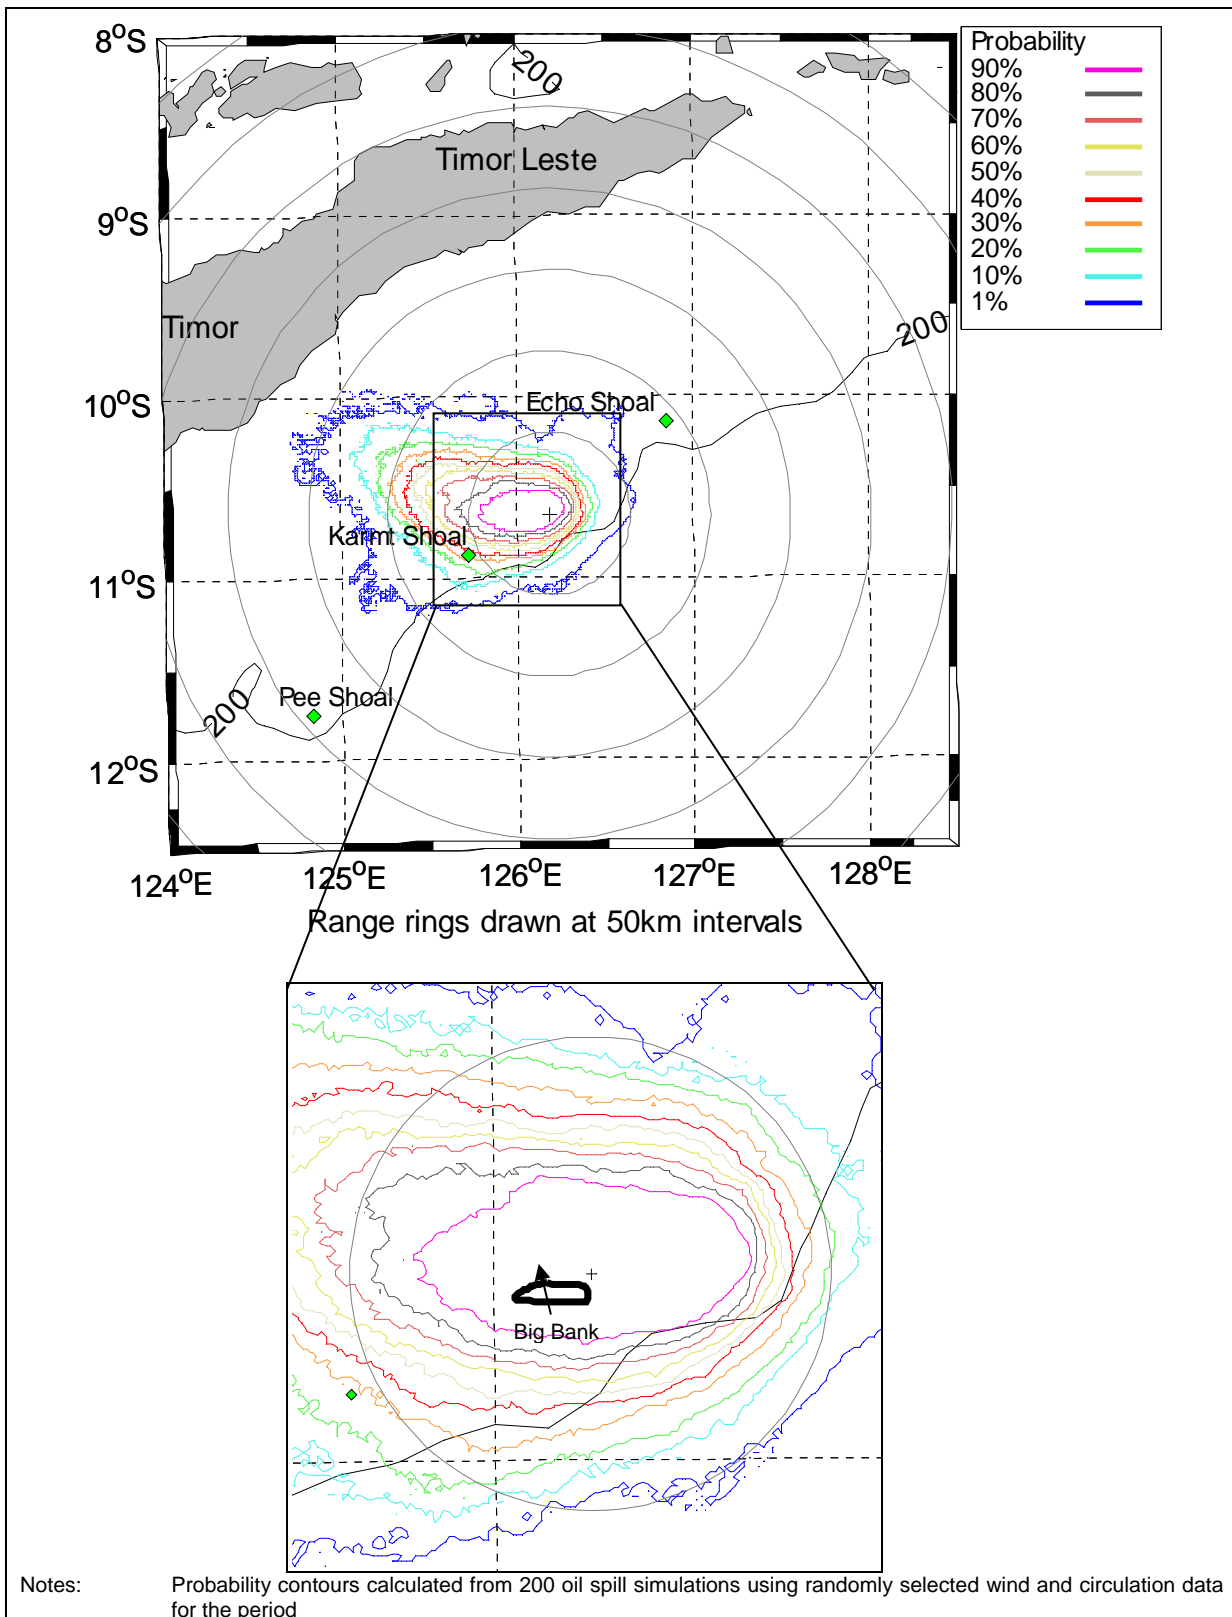 8°S
9°S
10°S
11°S
12°S
124°E
125°E
126°E
127°E
128°E
200
Timor Leste
Timor
200
Echo Shoal
Karmt Shoal
Pee Shoal
200
Probability
90%
80%
70%
60%
50%
40%
30%
20%
10%
1%
Range rings drawn at 50km intervals
Big Bank
Notes: Probability contours calculated from 200 oil spill simulations using randomly selected wind and circulation data
for the period